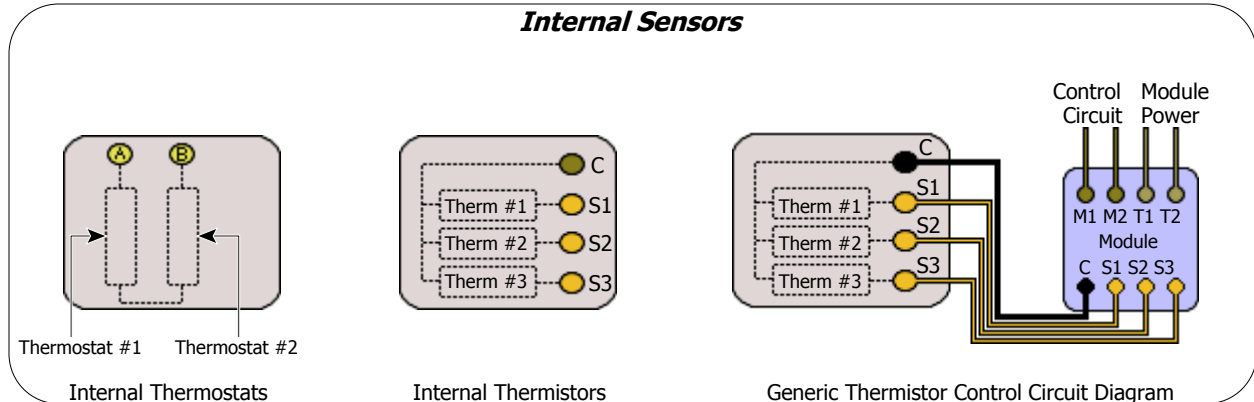 Internal Sensors
A
B
Thermostat #1
Thermostat #2
Internal Thermostats
C
Therm #1
S1
Therm #2
S2
Therm #3
S3
Internal Thermistors
C
Therm #1
S1
Therm #2
S2
Therm #3
S3
Control Module
Circuit Power
M1 M2 T1 T2
Module
C S1 S2 S3
Generic Thermistor Control Circuit Diagram